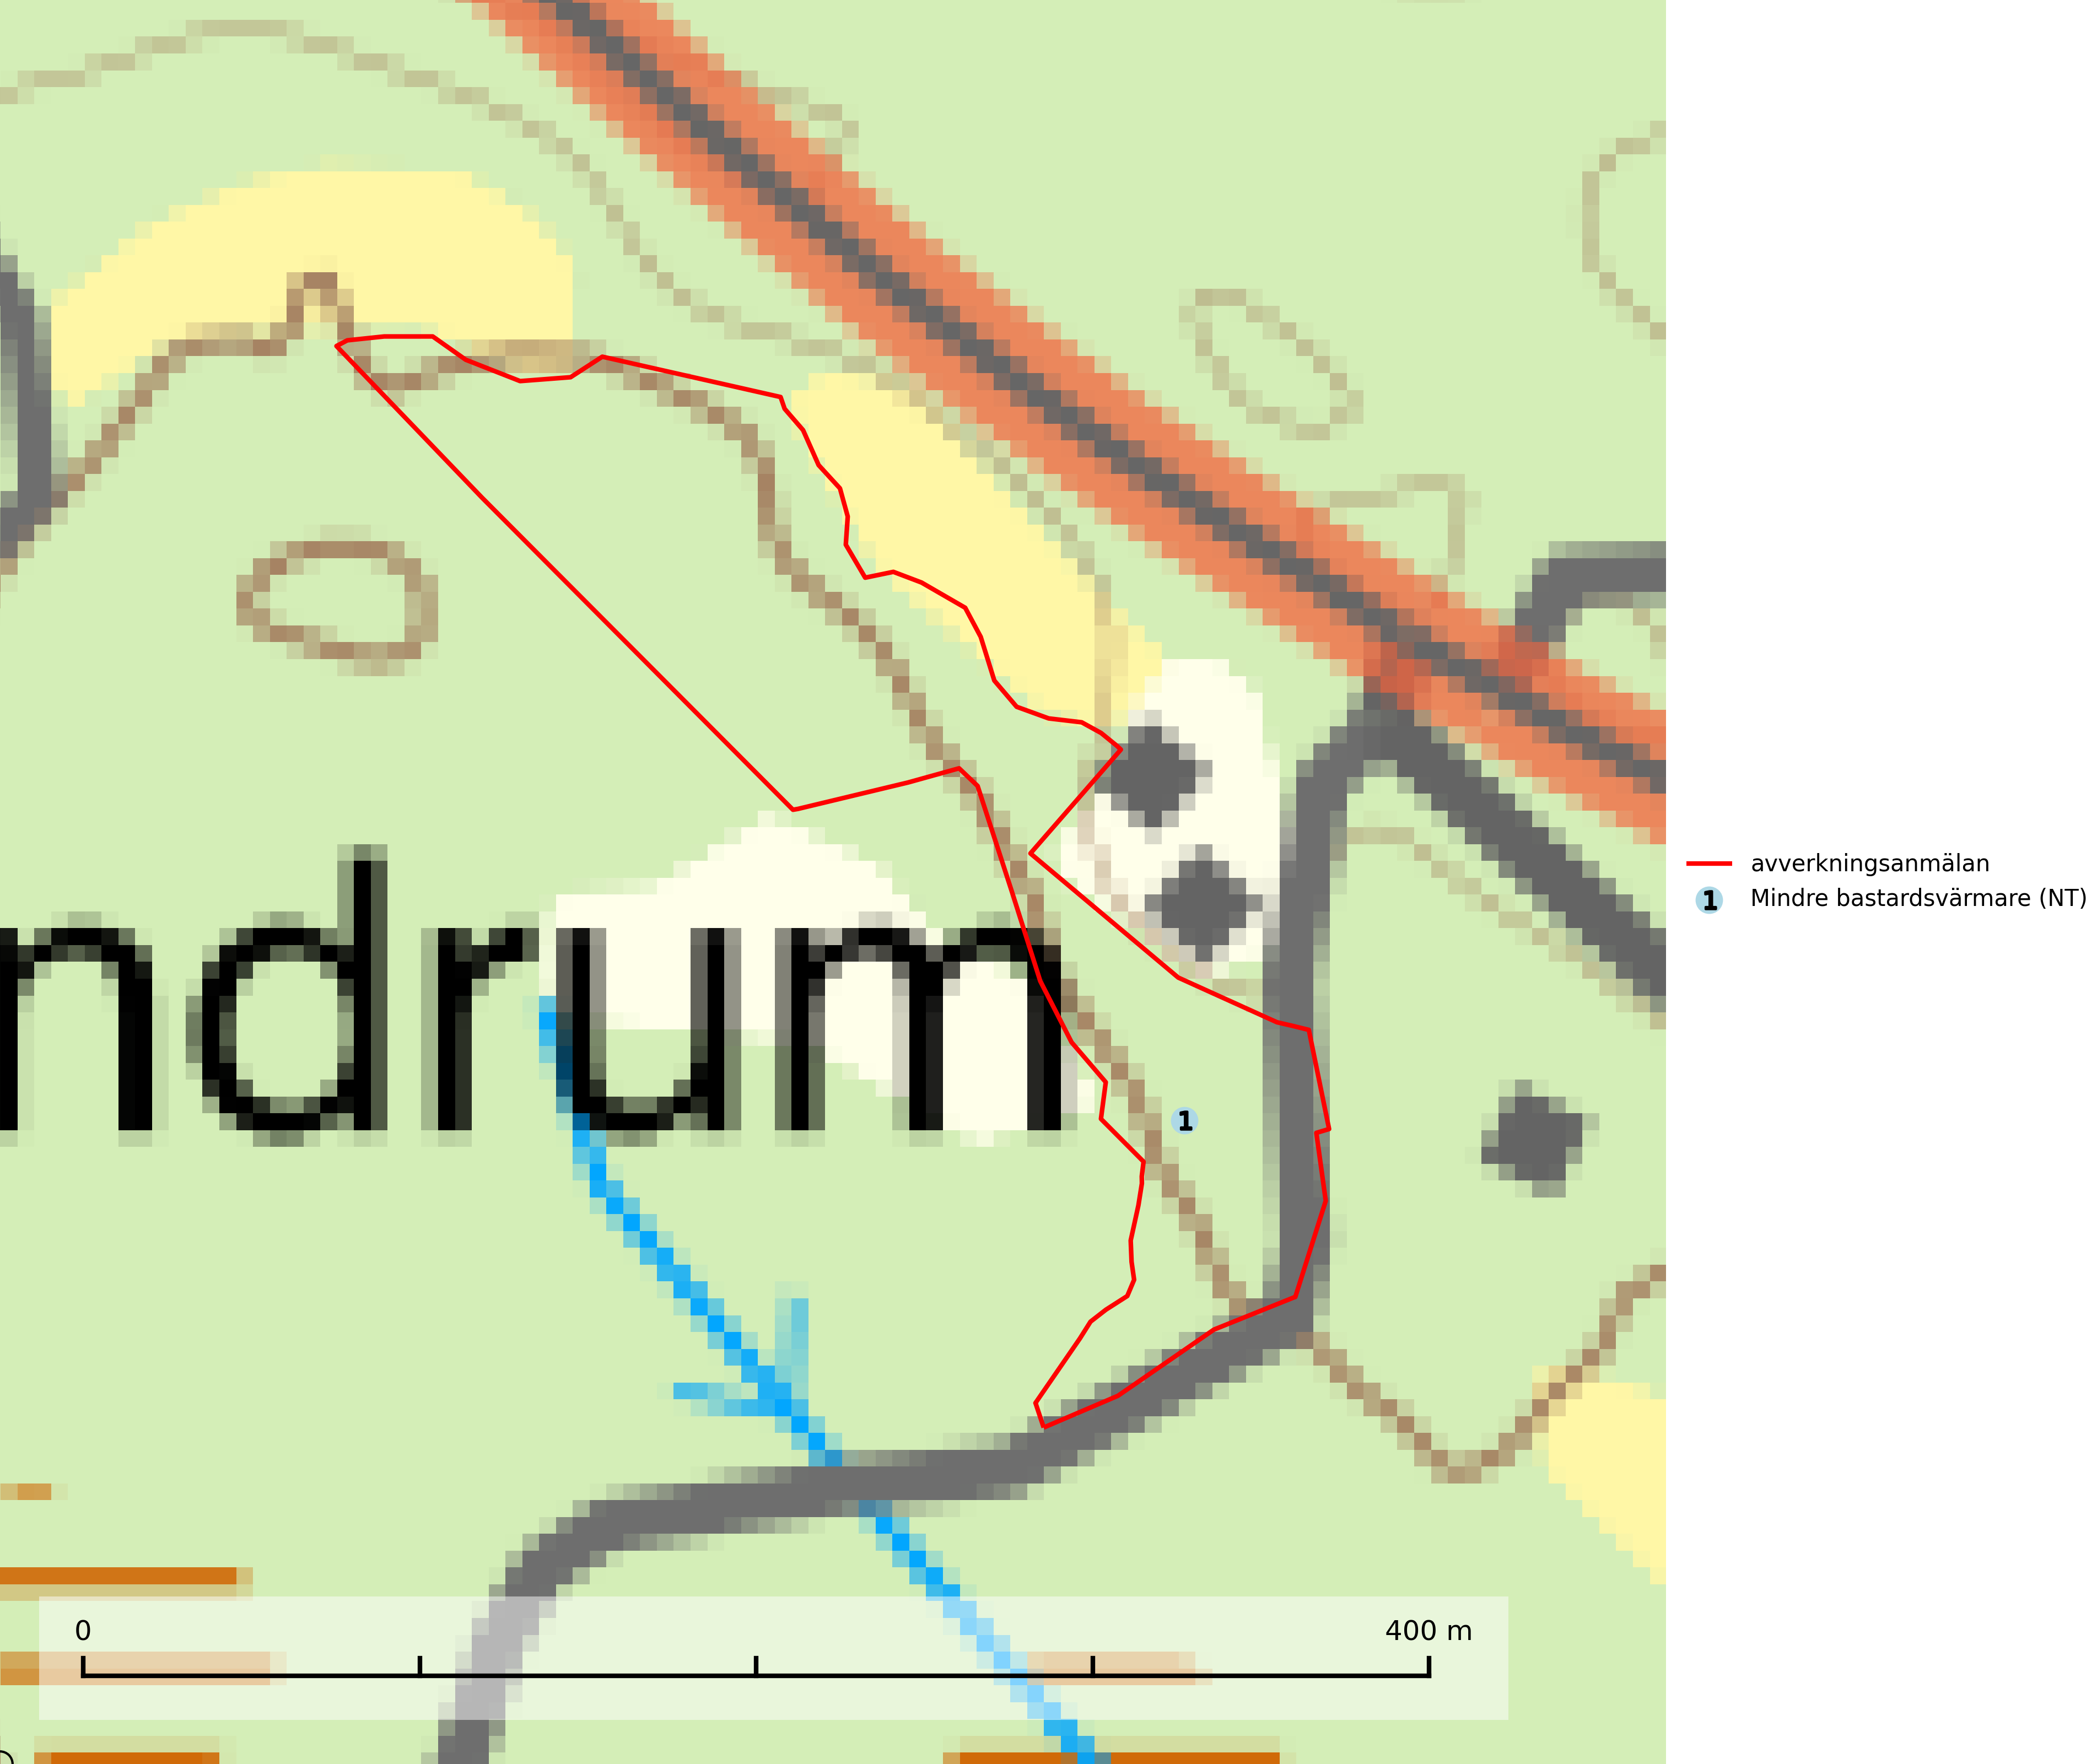 ndrum
1
avverkningsanmälan
1 Mindre bastardsvärmare (NT)
0 400 m